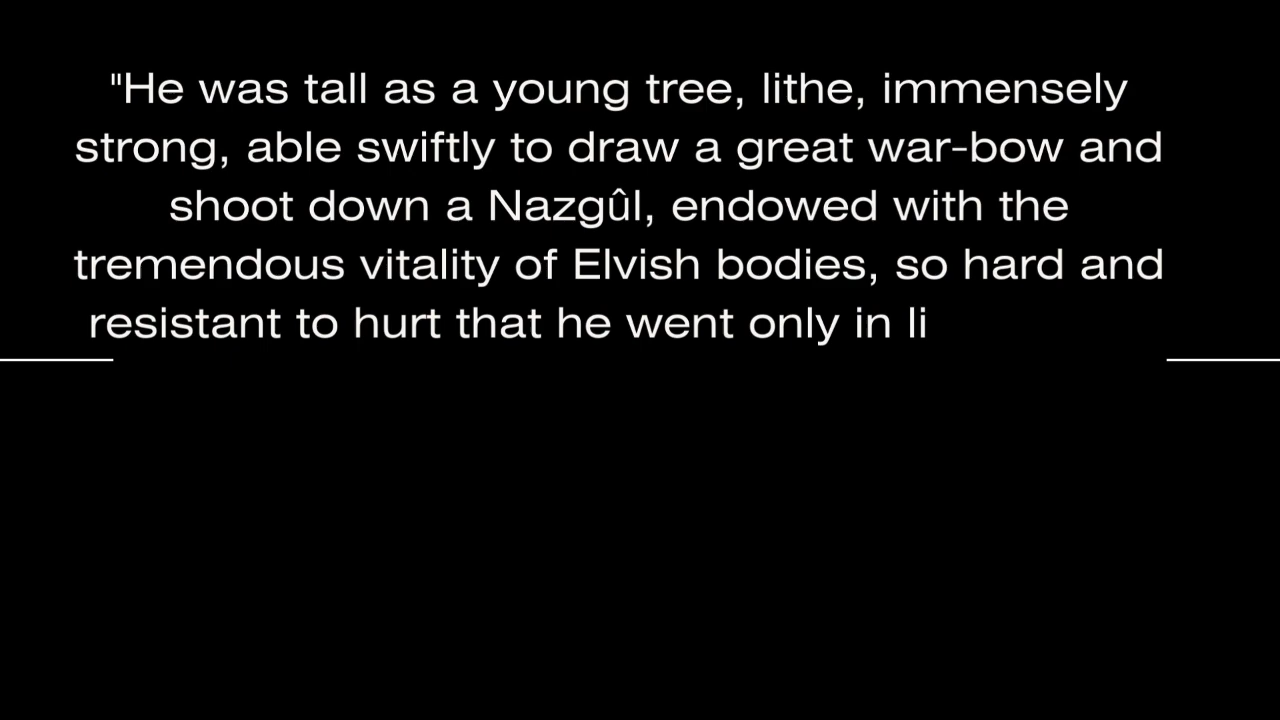 "He was tall as a young tree, lithe, immensely
strong, able swiftly to draw a great war-bow and
shoot down a Nazgûl, endowed with the
tremendous vitality of Elvish bodies, so hard and
resistant to hurt that he went only in li